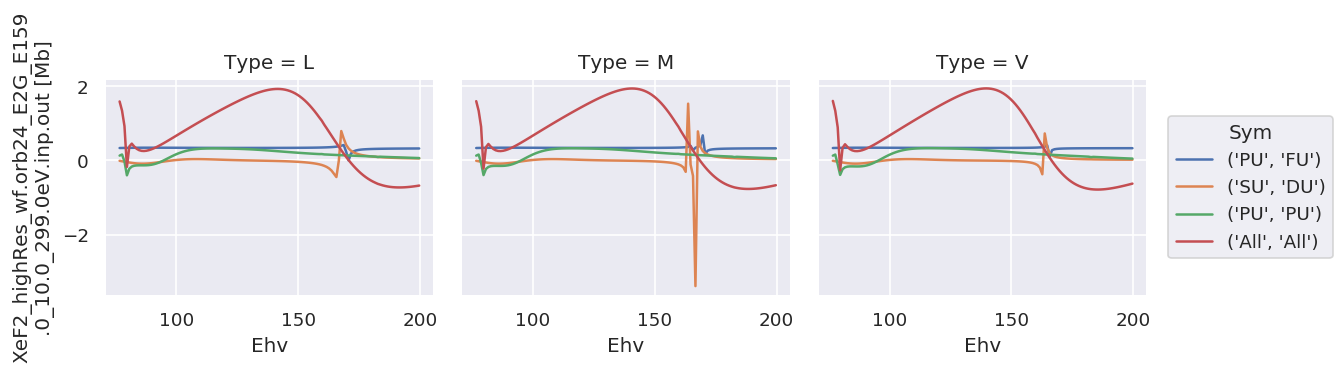 XeF2_highRes_wf.orb24_E2G_E159
.0_10.0_299.0eV.inp.out [Mb]
Type = L
Type = M
Type = V
2
0
−2
100
150
200
100
150
200
100
150
200
Ehv
Ehv
Ehv
Sym
('PU', 'FU')
('SU', 'DU')
('PU', 'PU')
('All', 'All')